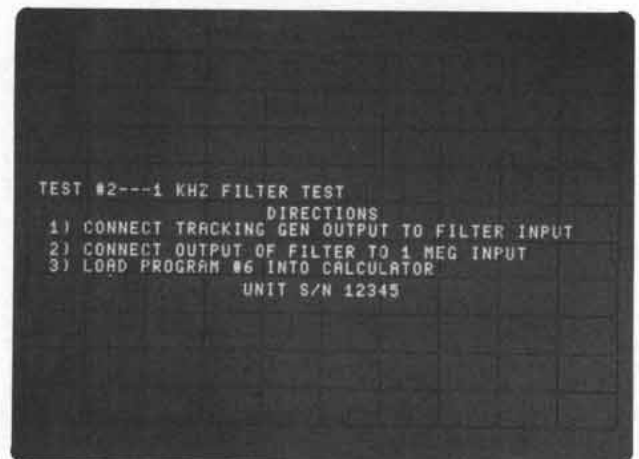 TEST #2---1 KHZ FILTER TEST
DIRECTIONS
1) CONNECT TRACKING GEN OUTPUT TO FILTER INPUT
2) CONNECT OUTPUT OF FILTER TO 1 MEG INPUT
3) LOAD PROGRAM #6 INTO CALCULATOR
UNIT S/N 12345